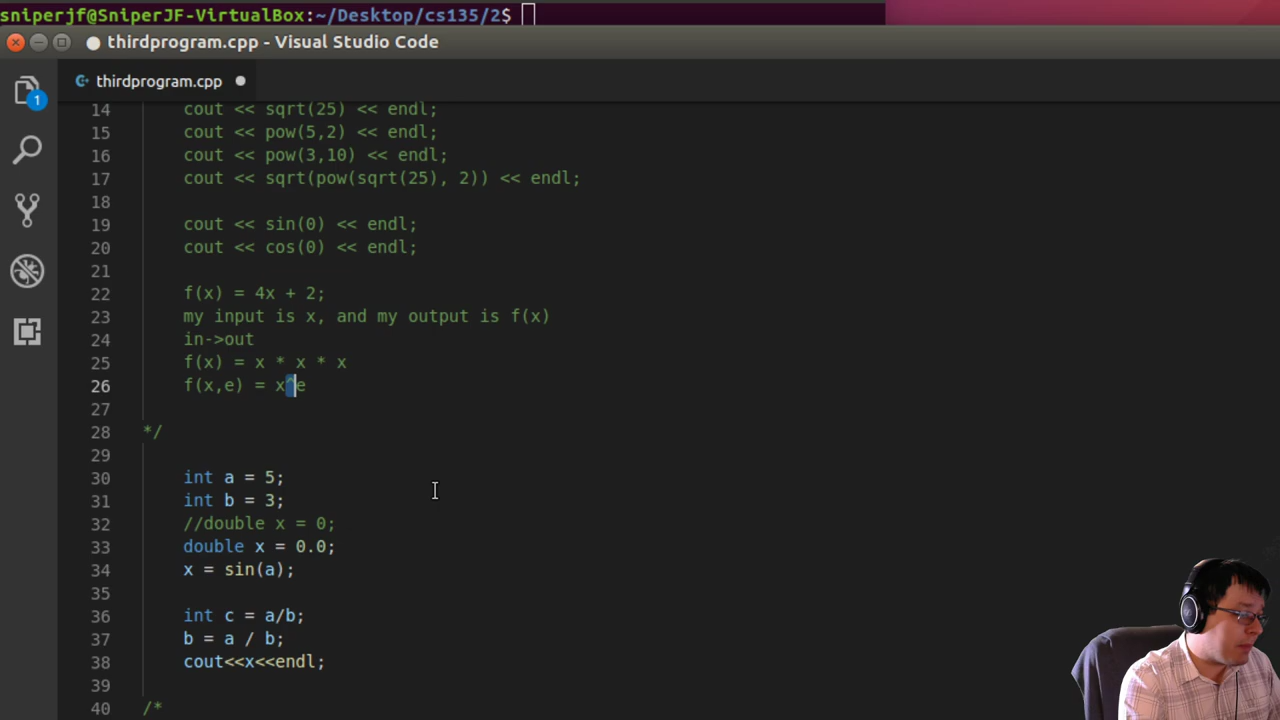 sniperjf@SniperJF-VirtualBox:~/Desktop/cs135/2$
thirdprogram.cpp - Visual Studio Code
thirdprogram.cpp
1
14 cout << sqrt(25) << endl;
15 cout << pow(5,2) << endl;
16 cout << pow(3,10) << endl;
17 cout << sqrt(pow(sqrt(25), 2)) << endl;
18
19 cout << sin(0) << endl;
20 cout << cos(0) << endl;
21
22 f(x) = 4x + 2;
23 my input is x, and my output is f(x)
24 in->out
25 f(x) = x * x * x
26 f(x,e) = x^e
27
28 */
29
30 int a = 5;
31 int b = 3;
32 //double x = 0;
33 double x = 0.0;
34 x = sin(a);
35
36 int c = a/b;
37 b = a / b;
38 cout<<x<<endl;
39
40 /*